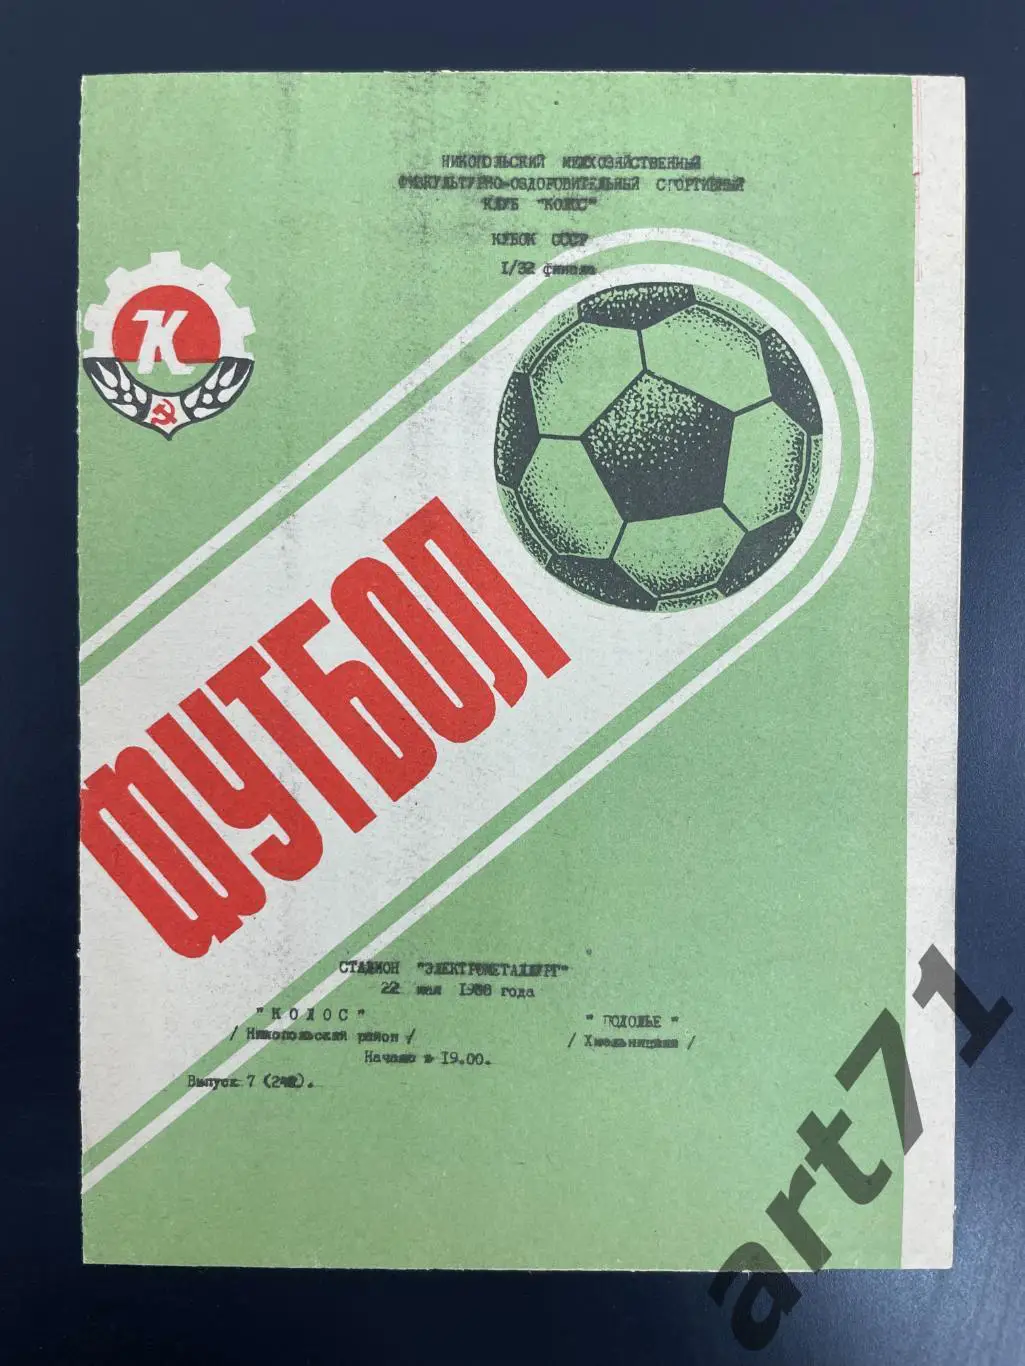 НИКОПОЛЬСКИЙ МЕЖХОЗЯЙСТВЕННЫЙ
ФИЗКУЛЬТУРНО-ОЗДОРОВИТЕЛЬНЫЙ СПОРТИВНЫЙ
КЛУБ "КОЛОС"
КУБОК СССР
I/32 финала
К
ФУТБОЛ
СТАДИОН "ЭЛЕКТРОМЕТАЛЛУРГ"
22 мая 1988 года
"КОЛОС" " ПОДОЛЬЕ "
/ Никопольский район / / Хмельницкий /
Начало в 19.00.
Выпуск 7
art71